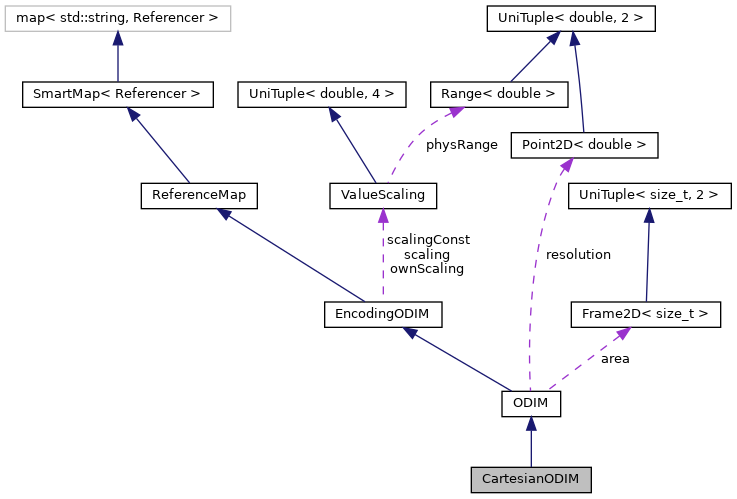 map< std::string, Referencer >
UniTuple< double, 2 >
SmartMap< Referencer >
UniTuple< double, 4 >
Range< double >
physRange
Point2D< double >
ReferenceMap
ValueScaling
UniTuple< size_t, 2 >
scalingConst
scaling
ownScaling
resolution
EncodingODIM
Frame2D< size_t >
area
ODIM
CartesianODIM